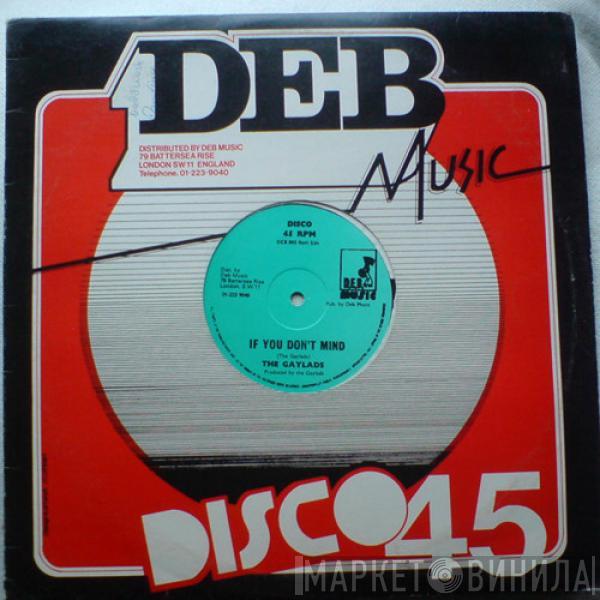 DEB
Music
DISTRIBUTED BY DEB MUSIC
79 BATTERSEA RISE
LONDON SW11 ENGLAND
Telephone. 01-223-9040
DISCO
45 RPM
Dist. by
Deb Music
79 Battersea Rise
London, S.W.11
01-223 9040
D.E.B.
MUSIC
Pub. by Deb Music
IF YOU DON'T MIND
(The Gaylads)
THE GAYLADS
Produced by the Gaylads
DISCO 45
МАРКЕТ ВИНИЛА